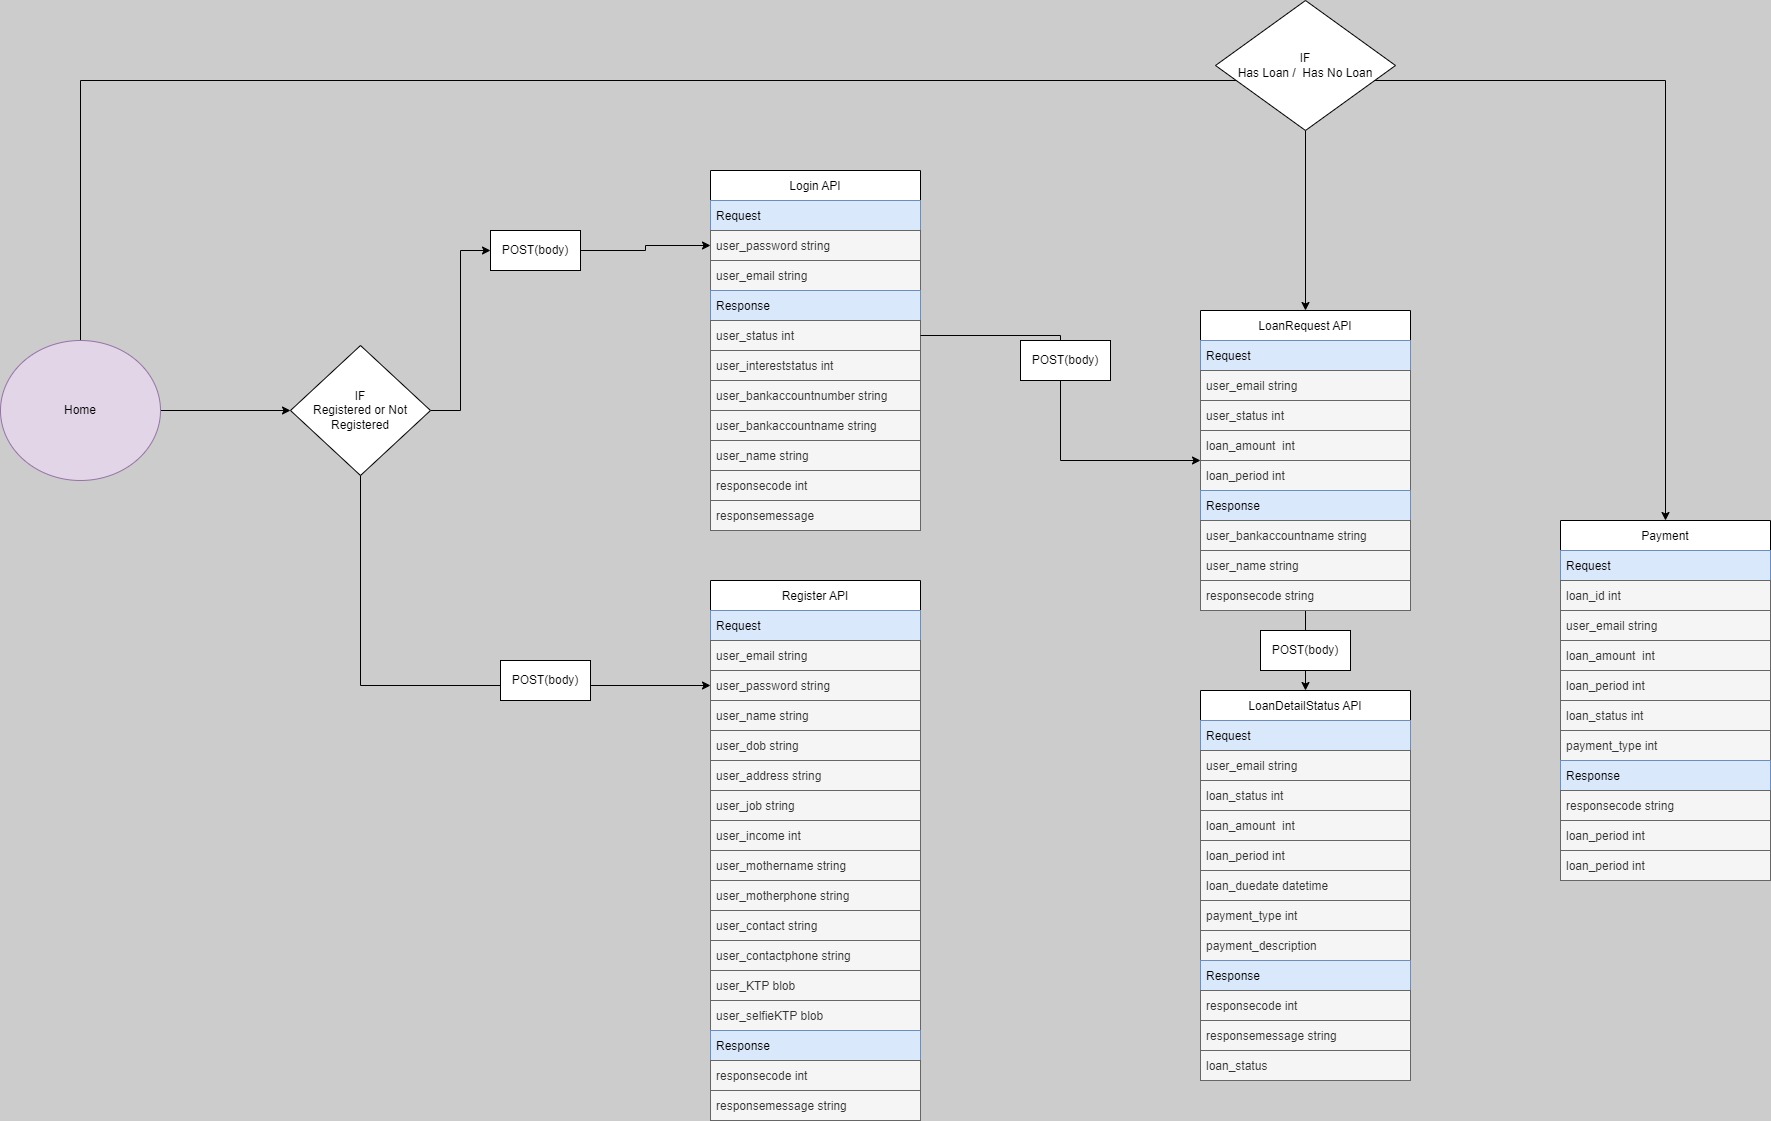 IF
Has Loan /  Has No Loan
Home
IF
Registered or Not
Registered
POST(body)
Login API
Request
user_password string
user_email string
Response
user_status int
user_intereststatus int
user_bankaccountnumber string
user_bankaccountname string
user_name string
responsecode int
responsemessage
POST(body)
Register API
Request
user_email string
user_password string
user_name string
user_dob string
user_address string
user_job string
user_income int
user_mothername string
user_motherphone string
user_contact string
user_contactphone string
user_KTP blob
user_selfieKTP blob
Response
responsecode int
responsemessage string
POST(body)
LoanRequest API
Request
user_email string
user_status int
loan_amount  int
loan_period int
Response
user_bankaccountname string
user_name string
responsecode string
POST(body)
LoanDetailStatus API
Request
user_email string
loan_status int
loan_amount  int
loan_period int
loan_duedate datetime
payment_type int
payment_description
Response
responsecode int
responsemessage string
loan_status
Payment
Request
loan_id int
user_email string
loan_amount  int
loan_period int
loan_status int
payment_type int
Response
responsecode string
loan_period int
loan_period int